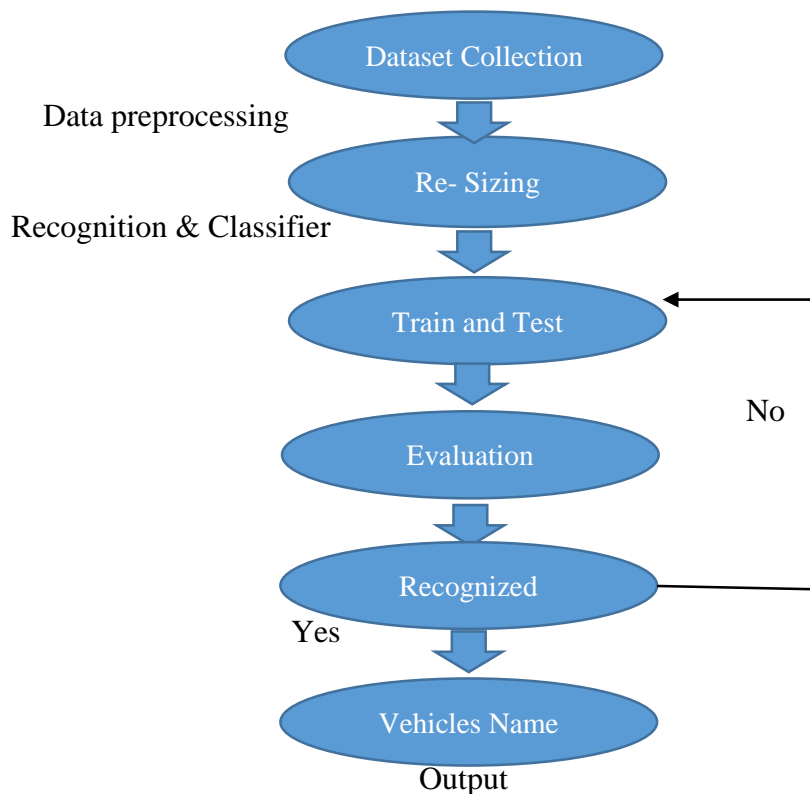 Dataset Collection
Data preprocessing
Re- Sizing
Recognition & Classifier
Train and Test
No
Evaluation
Recognized
Yes
Vehicles Name
Output